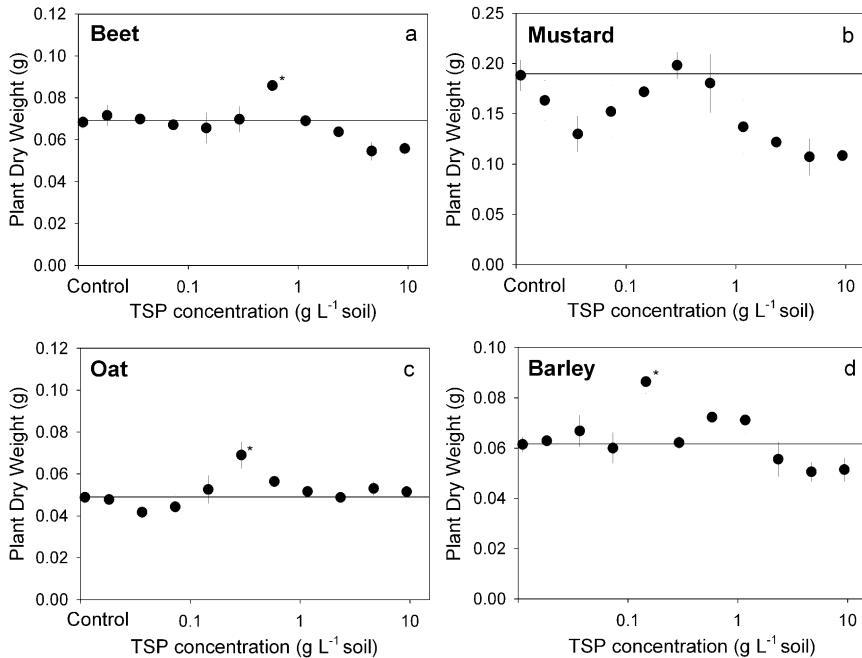 Beet a
*
Plant Dry Weight (g)
0.12
0.10
0.08
0.06
0.04
0.02
0.00
Control 0.1 1 10
TSP concentration (g L-1 soil)
Mustard b
Plant Dry Weight (g)
0.25
0.20
0.15
0.10
0.05
0.00
Control 0.1 1 10
TSP concentration (g L-1 soil)
Oat c
*
Plant Dry Weight (g)
0.12
0.10
0.08
0.06
0.04
0.02
0.00
Control 0.1 1 10
TSP concentration (g L-1 soil)
Barley d
*
Plant Dry Weight (g)
0.10
0.08
0.06
0.04
0.02
0.00
0.1 1 10
TSP concentration (g L-1 soil)